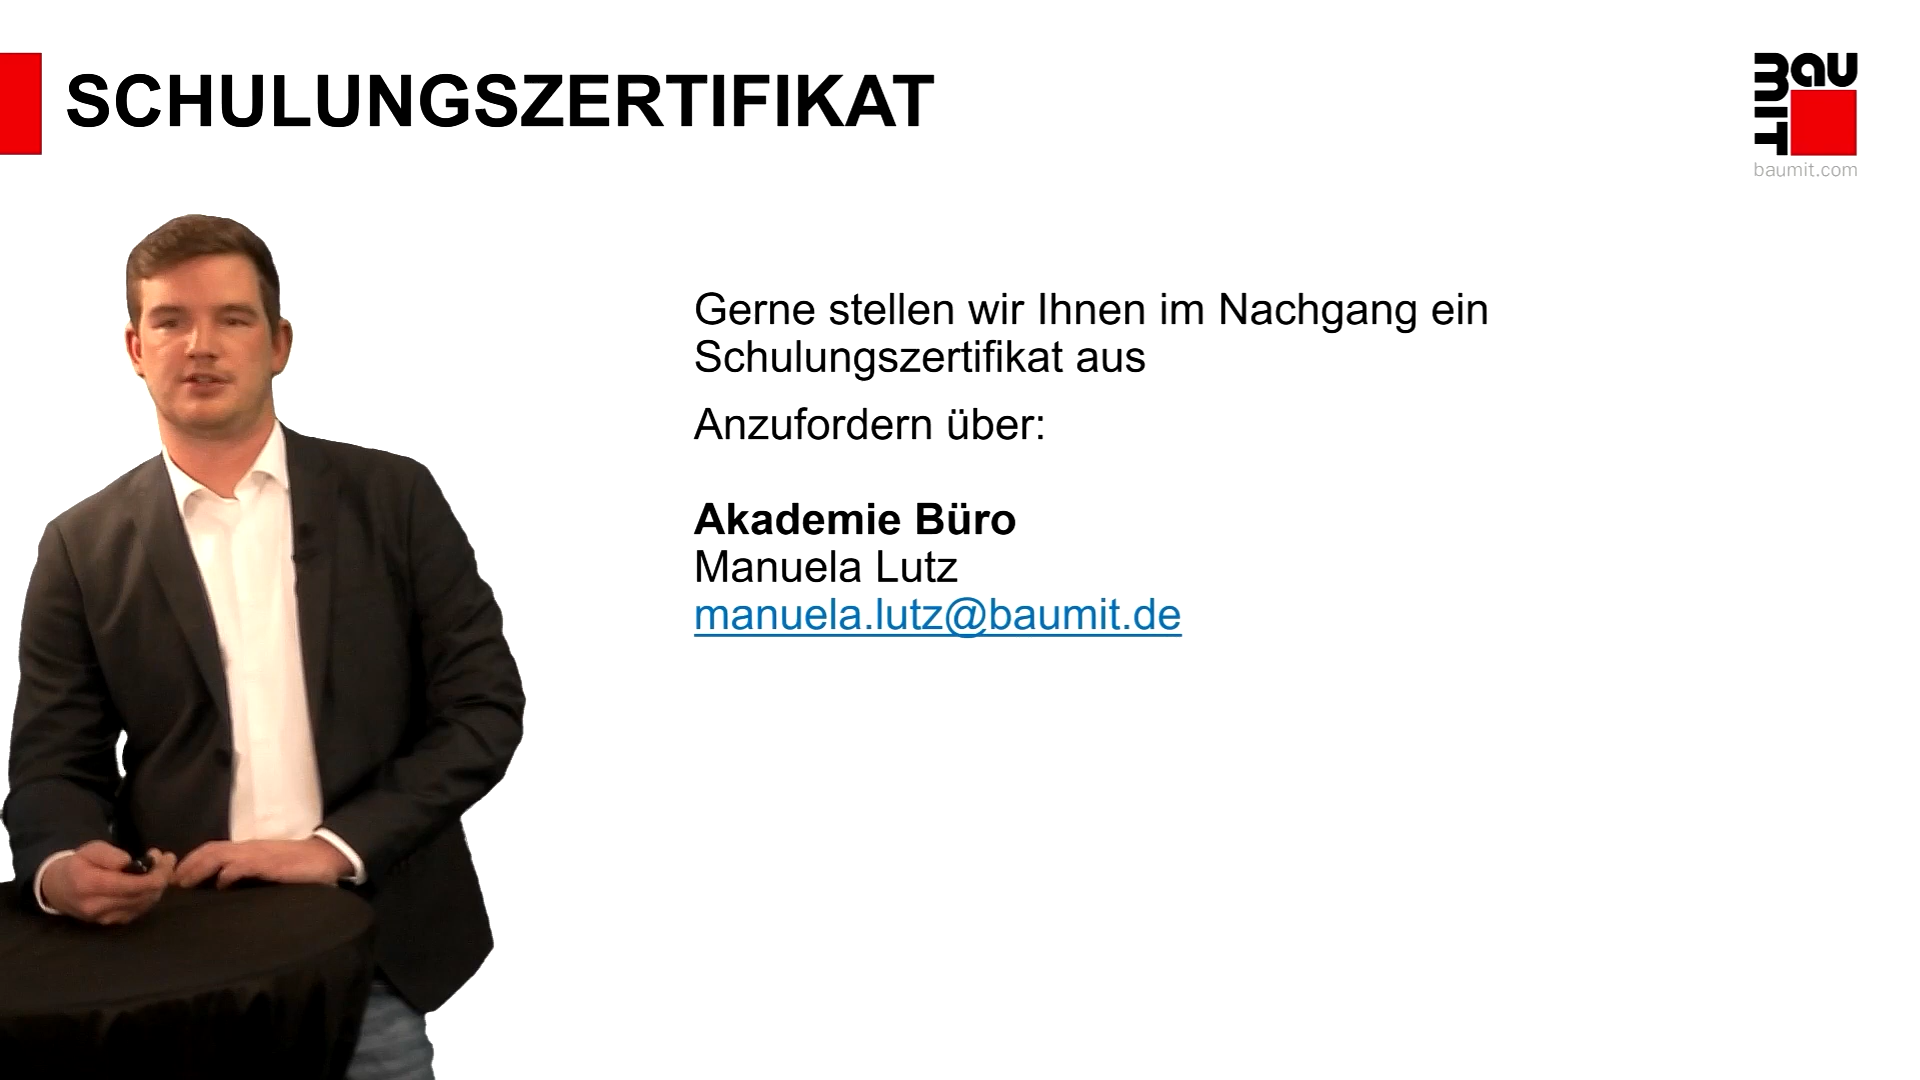 SCHULUNGSZERTIFIKAT
bau
MIT
baumit.com
Gerne stellen wir Ihnen im Nachgang ein
Schulungszertifikat aus
Anzufordern über:
Akademie Büro
Manuela Lutz
manuela.lutz@baumit.de